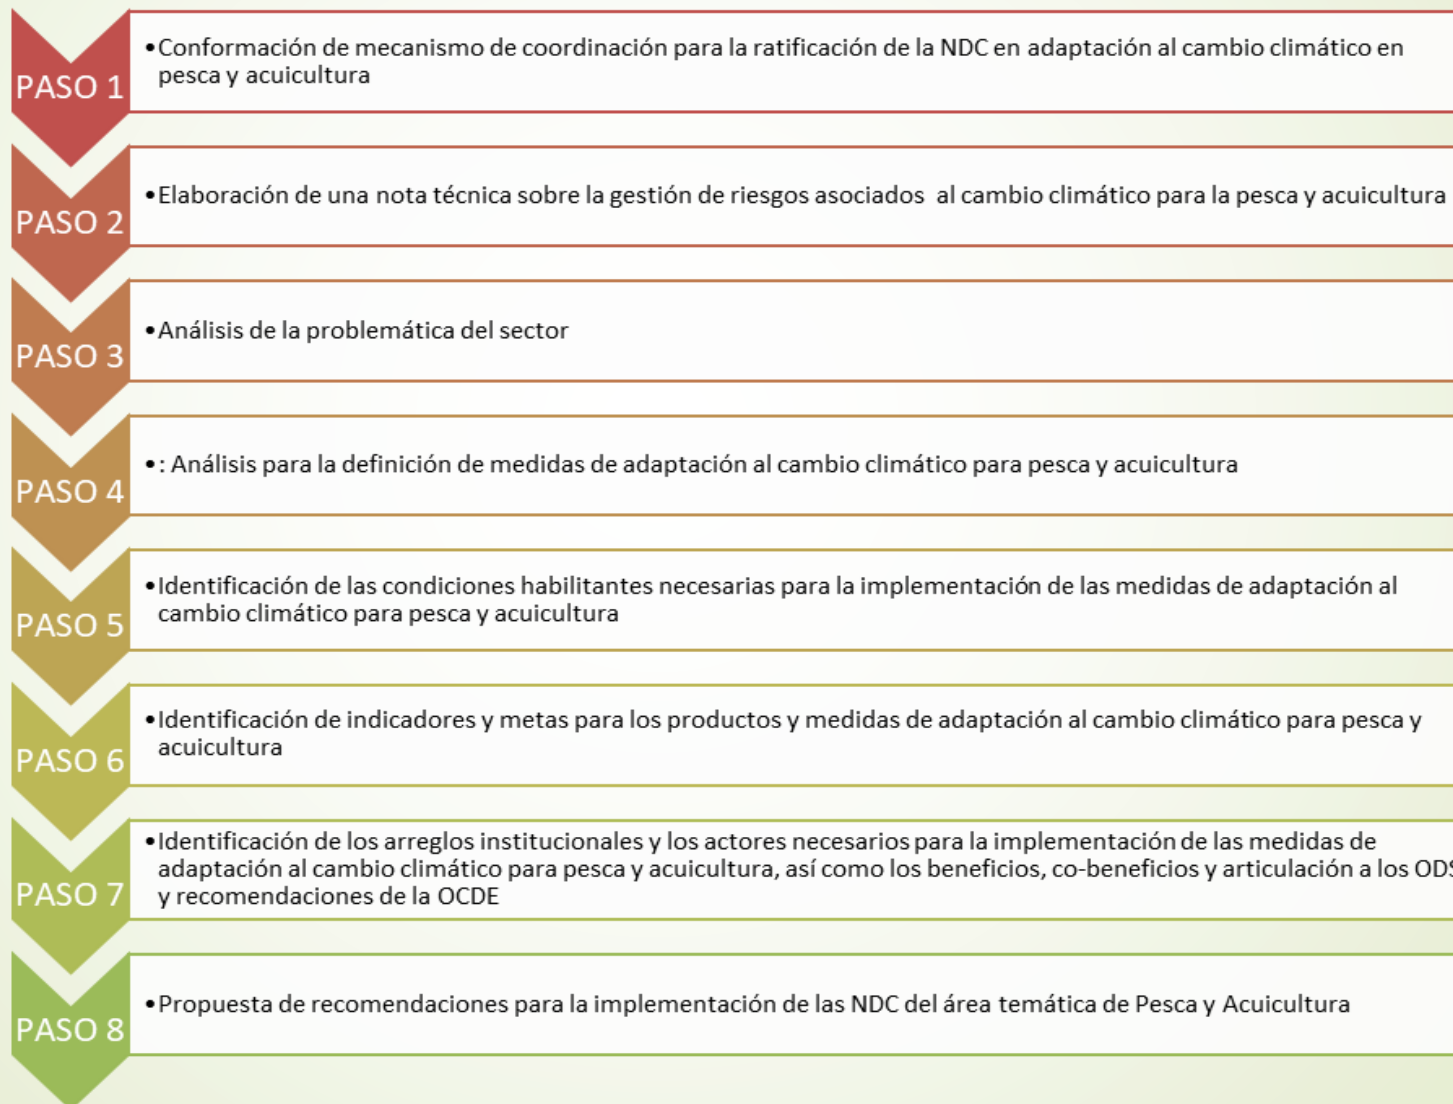 PASO 1
•Conformación de mecanismo de coordinación para la ratificación de la NDC en adaptación al cambio climático en
pesca y acuicultura
PASO 2
•Elaboración de una nota técnica sobre la gestión de riesgos asociados al cambio climático para la pesca y acuicultura
PASO 3
•Análisis de la problemática del sector
PASO 4
•: Análisis para la definición de medidas de adaptación al cambio climático para pesca y acuicultura
PASO 5
•Identificación de las condiciones habilitantes necesarias para la implementación de las medidas de adaptación al
cambio climático para pesca y acuicultura
PASO 6
•Identificación de indicadores y metas para los productos y medidas de adaptación al cambio climático para pesca y
acuicultura
PASO 7
•Identificación de los arreglos institucionales y los actores necesarios para la implementación de las medidas de
adaptación al cambio climático para pesca y acuicultura, así como los beneficios, co-beneficios y articulación a los ODS
y recomendaciones de la OCDE
PASO 8
•Propuesta de recomendaciones para la implementación de las NDC del área temática de Pesca y Acuicultura